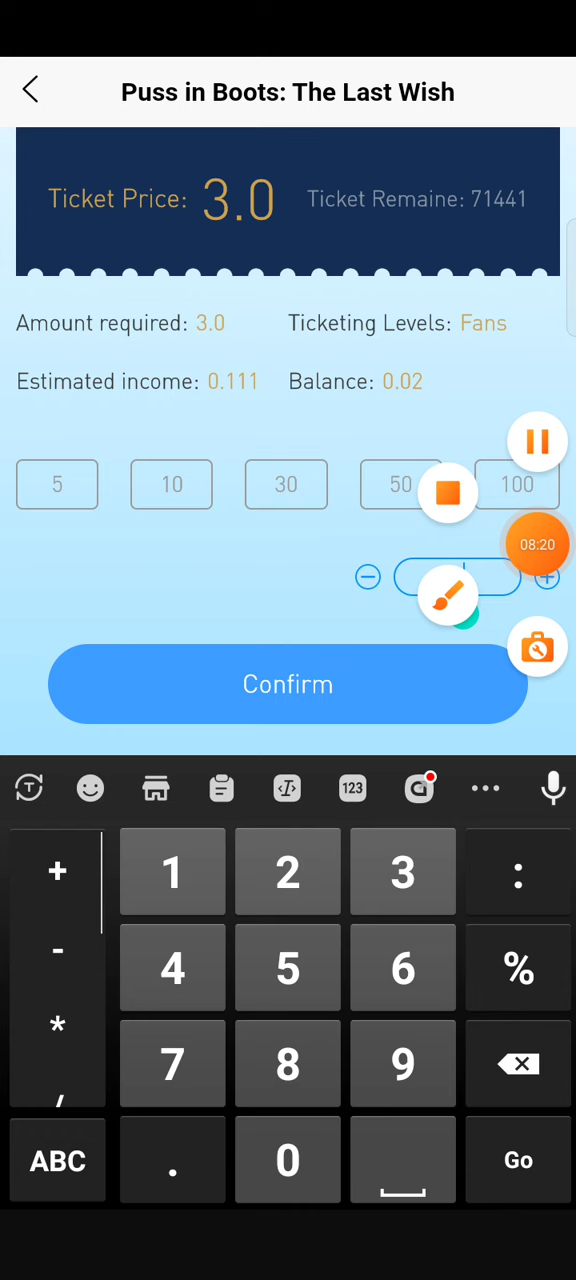 Puss in Boots: The Last Wish
Ticket Price: 3.0 Ticket Remaine: 71441
Amount required: 3.0 Ticketing Levels: Fans
Estimated income: 0.111 Balance: 0.02
5 10 30 50 100
08:20
Confirm
T 123
+ 1 2 3 :
- 4 5 6 %
* 7 8 9
/
ABC . 0 Go